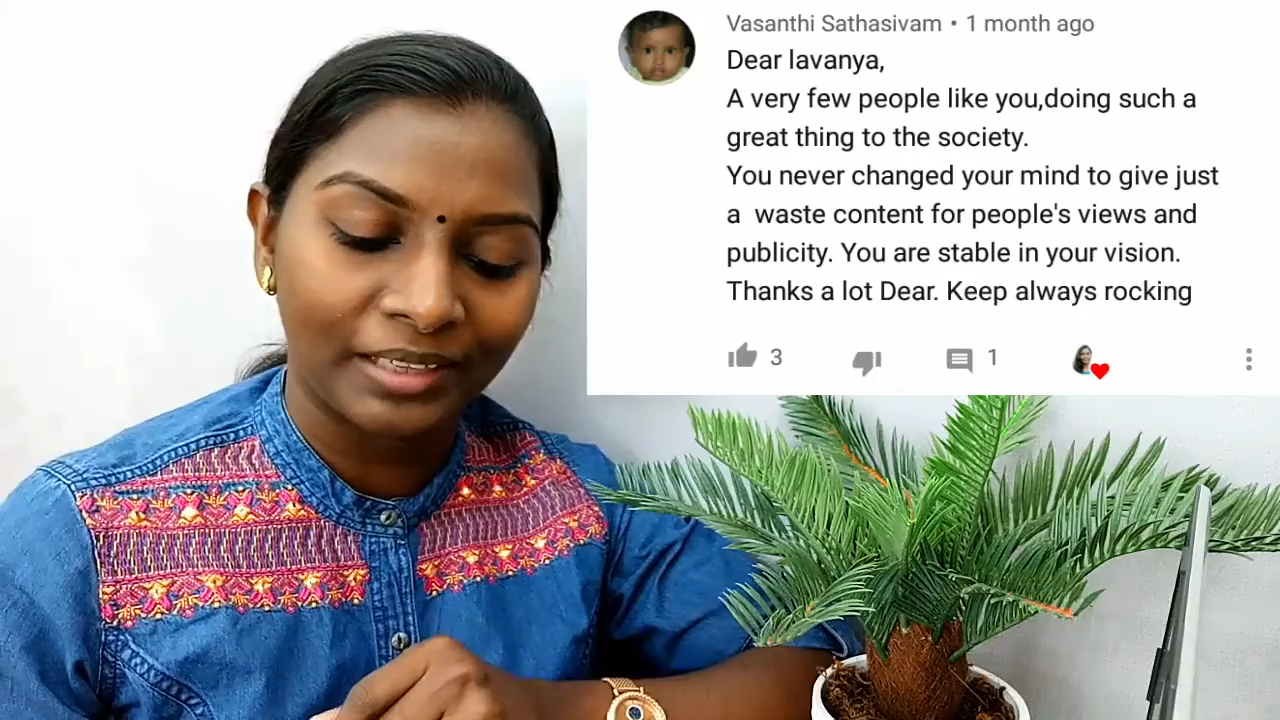 Vasanthi Sathasivam • 1 month ago
Dear lavanya,
A very few people like you,doing such a
great thing to the society.
You never changed your mind to give just
a  waste content for people's views and
publicity. You are stable in your vision.
Thanks a lot Dear. Keep always rocking
3
1